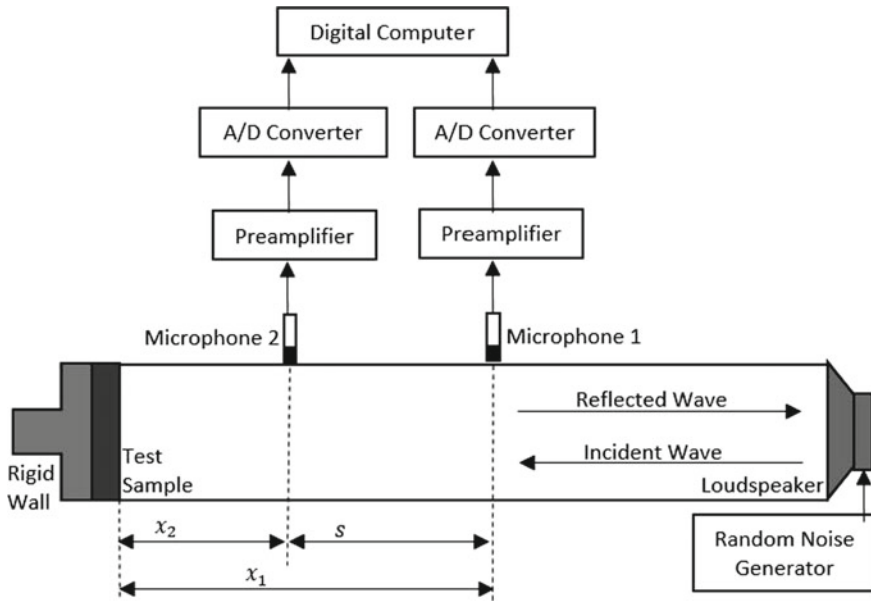 Digital Computer
A/D Converter
A/D Converter
Preamplifier
Preamplifier
Microphone 2
Microphone 1
Reflected Wave
Incident Wave
Rigid
Wall
Test
Sample
Loudspeaker
x₂
s
x₁
Random Noise
Generator